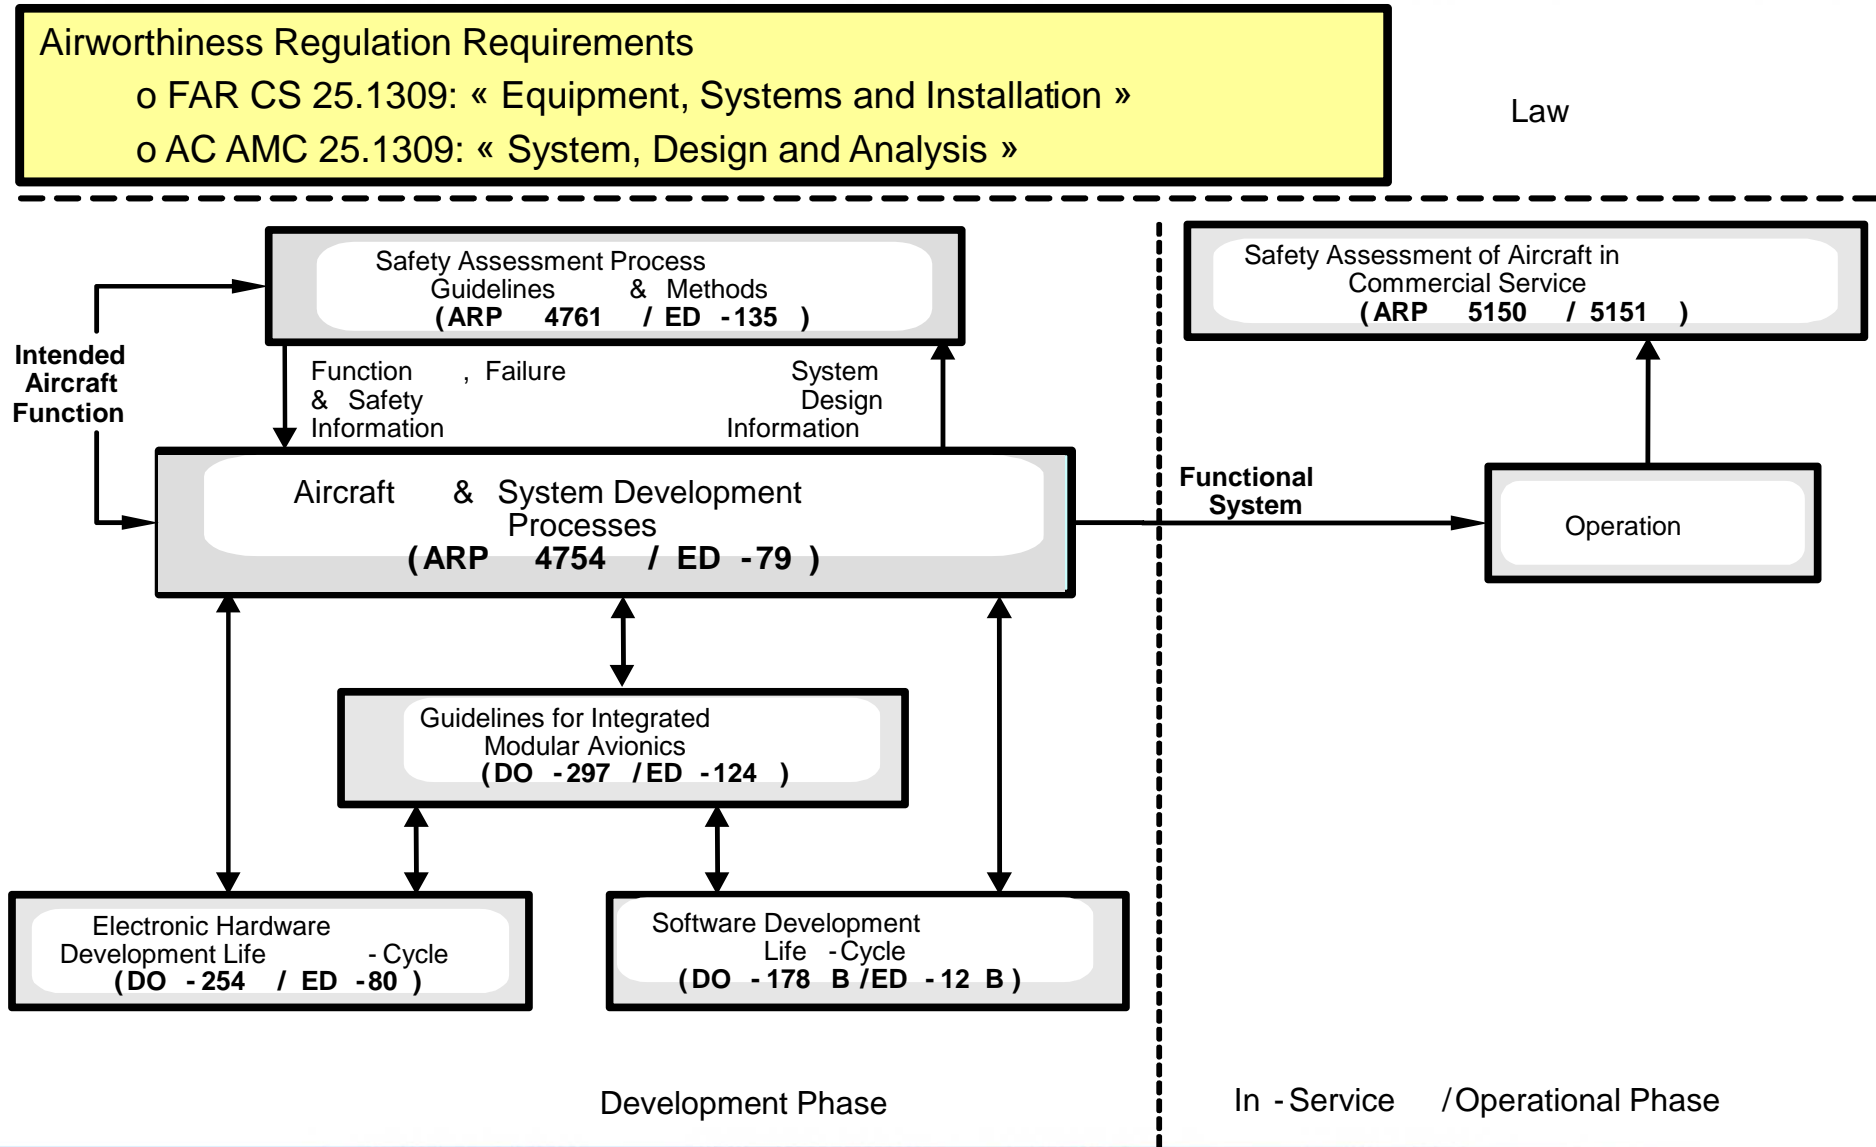 Airworthiness Regulation Requirements
o FAR CS 25.1309: « Equipment, Systems and Installation »
o AC AMC 25.1309: « System, Design and Analysis »
Law
Safety Assessment Process
Guidelines & Methods
(ARP 4761 / ED -135 )
Safety Assessment of Aircraft in
Commercial Service
(ARP 5150 / 5151 )
Intended
Aircraft
Function
Function , Failure
& Safety
Information
System
Design
Information
Aircraft & System Development
Processes
(ARP 4754 / ED -79 )
Functional
System
Operation
Guidelines for Integrated
Modular Avionics
(DO -297 /ED -124 )
Electronic Hardware
Development Life -Cycle
(DO -254 / ED -80 )
Software Development
Life -Cycle
(DO -178 B /ED -12 B )
Development Phase
In -Service /Operational Phase